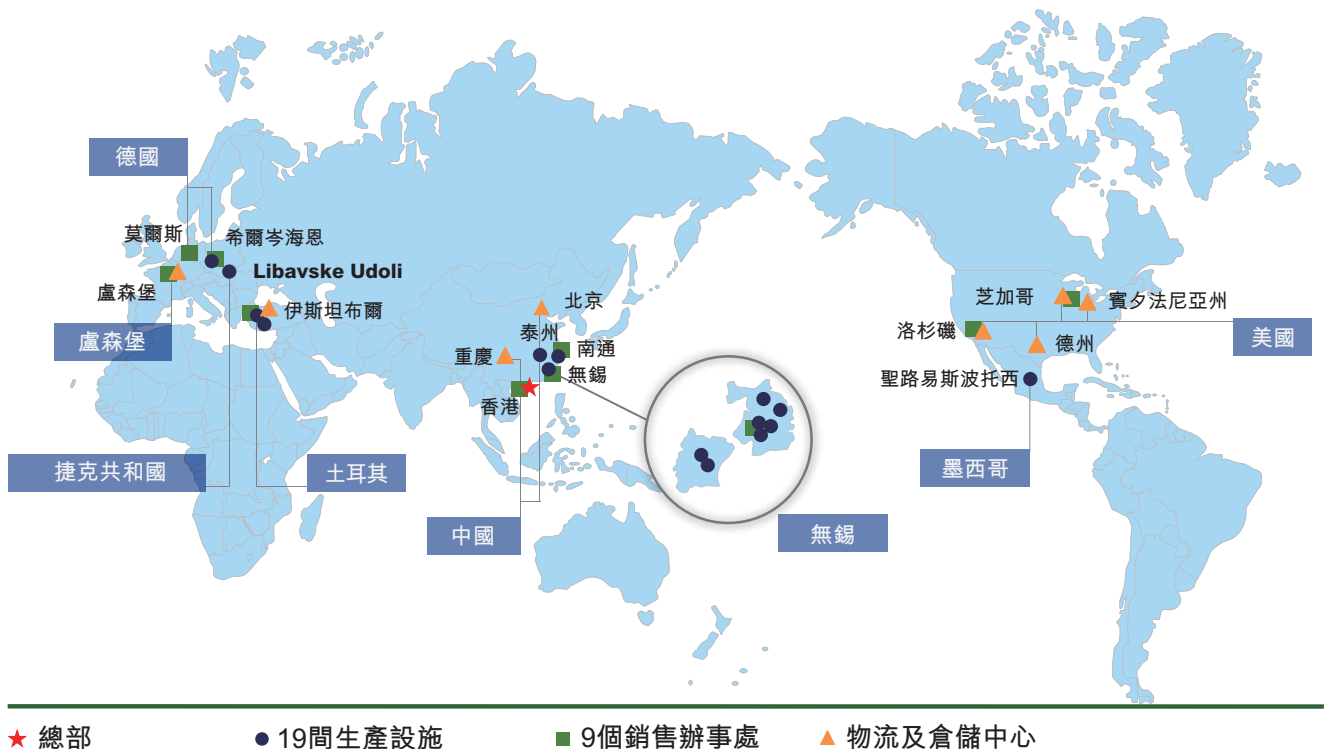 德國
莫爾斯
希爾岑海恩
盧森堡
Libavske Udoli
伊斯坦布爾
盧森堡
捷克共和國
土耳其
北京
泰州
重慶
南通
無錫
香港
中國
無錫
芝加哥
賓夕法尼亞州
洛杉磯
德州
美國
聖路易斯波托西
墨西哥
總部
19間生產設施
9個銷售辦事處
物流及倉儲中心